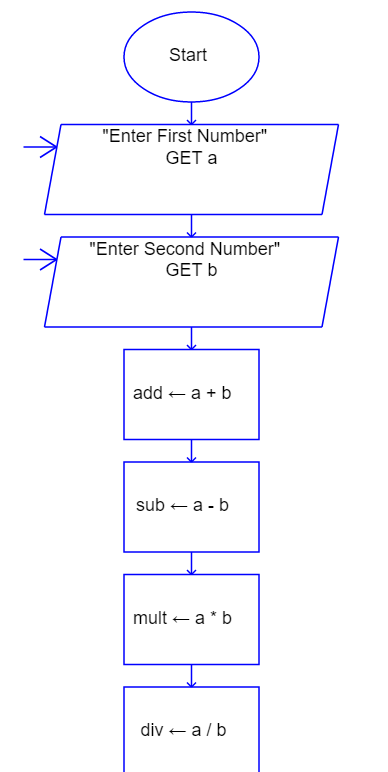 Start
"Enter First Number"
GET a
"Enter Second Number"
GET b
add ← a + b
sub ← a - b
mult ← a * b
div ← a / b